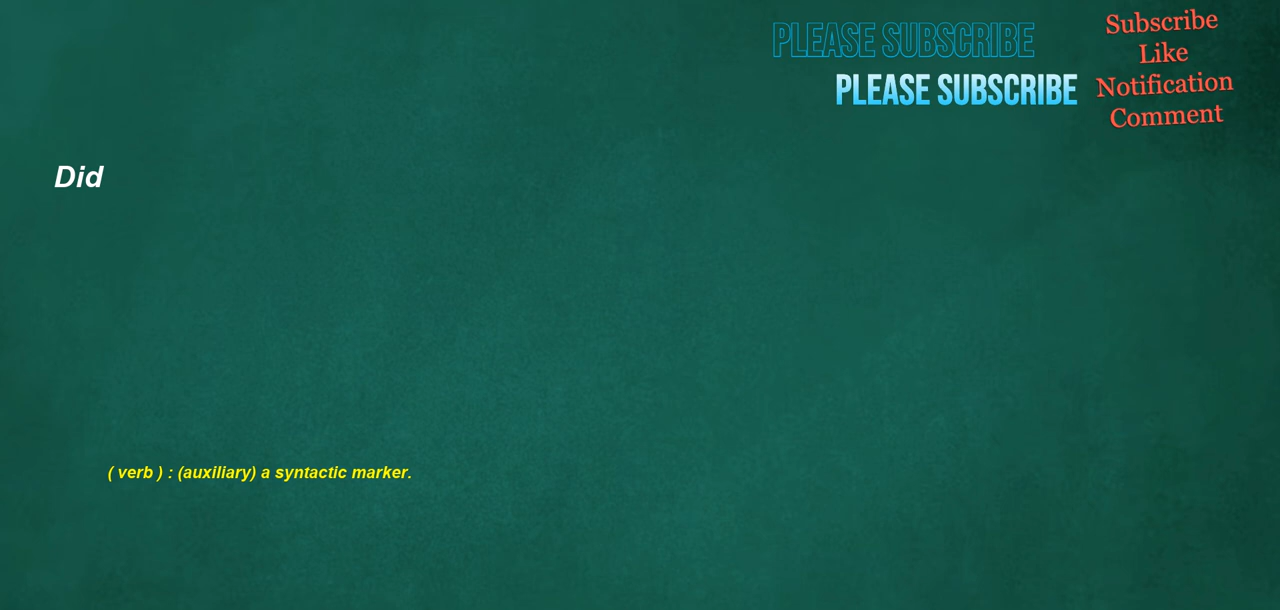 PLEASE SUBSCRIBE
PLEASE SUBSCRIBE
Subscribe
Like
Notification
Comment
Did
( verb ) : (auxiliary) a syntactic marker.